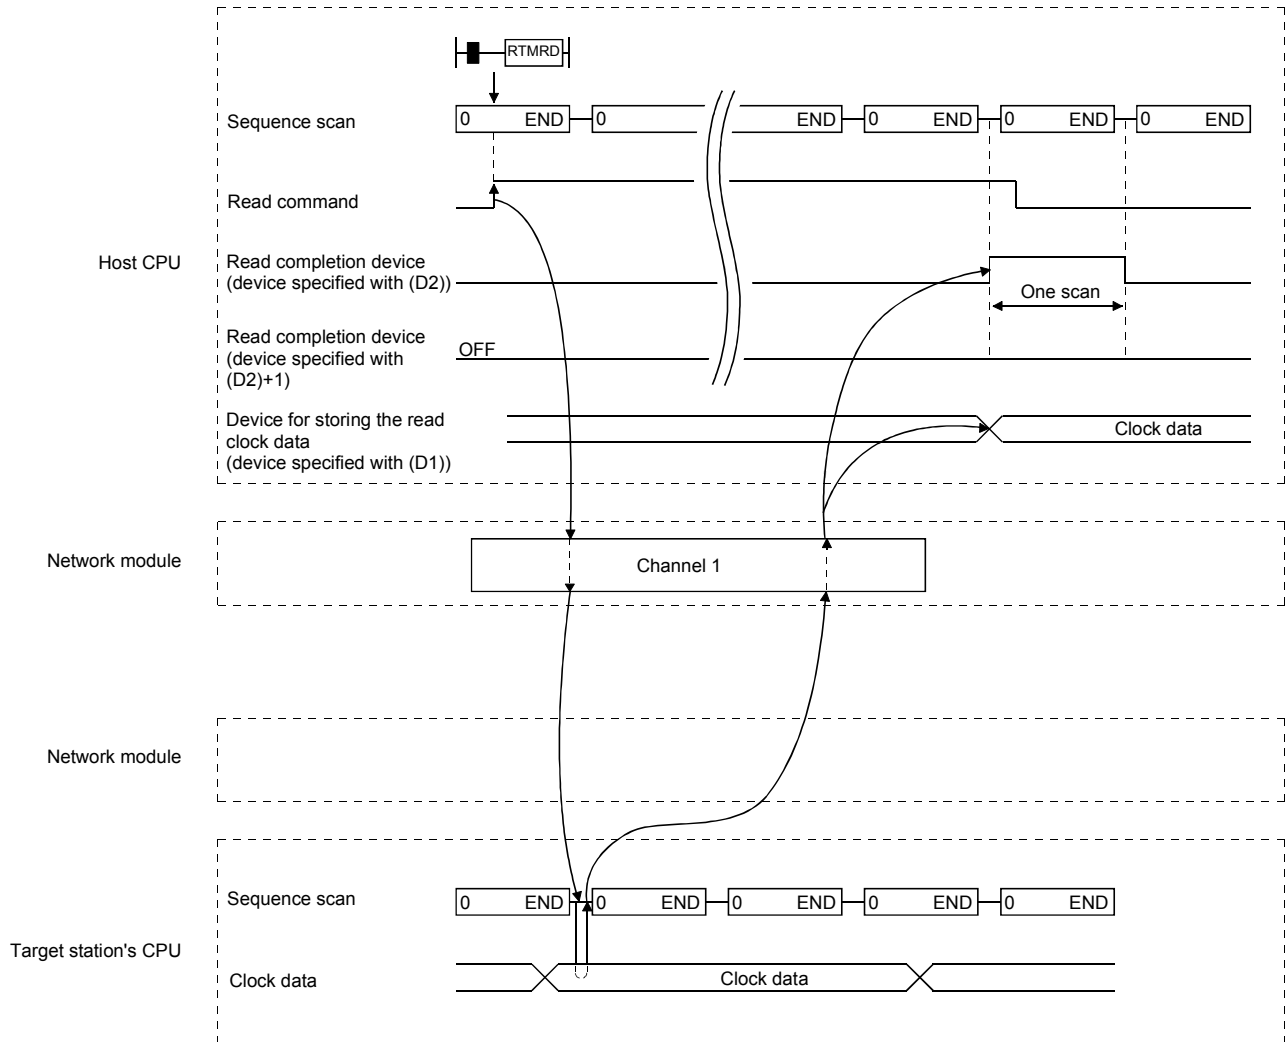 RTMRD
Sequence scan
0 END 0 END 0 END 0 END 0 END
Read command
Host CPU
Read completion device
(device specified with (D2))
One scan
Read completion device
(device specified with
(D2)+1)
OFF
Device for storing the read
clock data
(device specified with (D1))
Clock data
Network module
Channel 1
Network module
Sequence scan
0 END 0 END 0 END 0 END 0 END
Target station's CPU
Clock data
Clock data